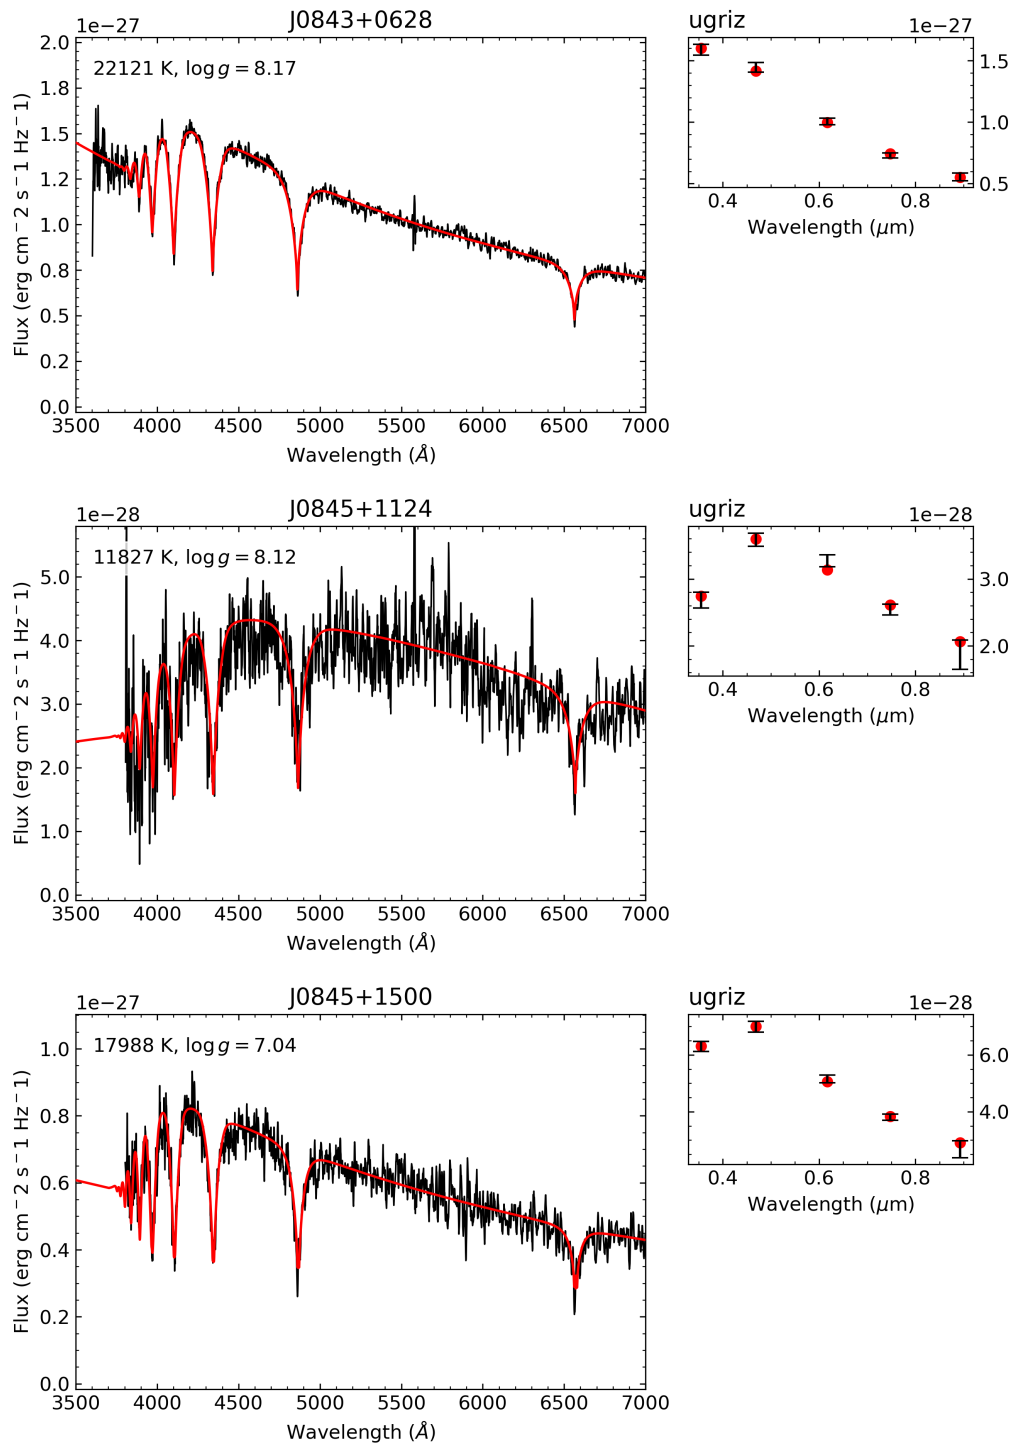 J0843+0628
1e−27
22121 K, log g = 8.17
2.0
1.8
1.5
1.2
1.0
0.8
0.5
0.2
0.0
Flux (erg cm−2 s−1 Hz−1)
3500 4000 4500 5000 5500 6000 6500 7000
Wavelength (Å)
ugriz 1e−27
1.5
1.0
0.5
0.4 0.6 0.8
Wavelength (μm)
J0845+1124
1e−28
11827 K, log g = 8.12
5.0
4.0
3.0
2.0
1.0
0.0
Flux (erg cm−2 s−1 Hz−1)
3500 4000 4500 5000 5500 6000 6500 7000
Wavelength (Å)
ugriz 1e−28
3.0
2.0
0.4 0.6 0.8
Wavelength (μm)
J0845+1500
1e−27
17988 K, log g = 7.04
1.0
0.8
0.6
0.4
0.2
0.0
Flux (erg cm−2 s−1 Hz−1)
3500 4000 4500 5000 5500 6000 6500 7000
Wavelength (Å)
ugriz 1e−28
6.0
4.0
0.4 0.6 0.8
Wavelength (μm)